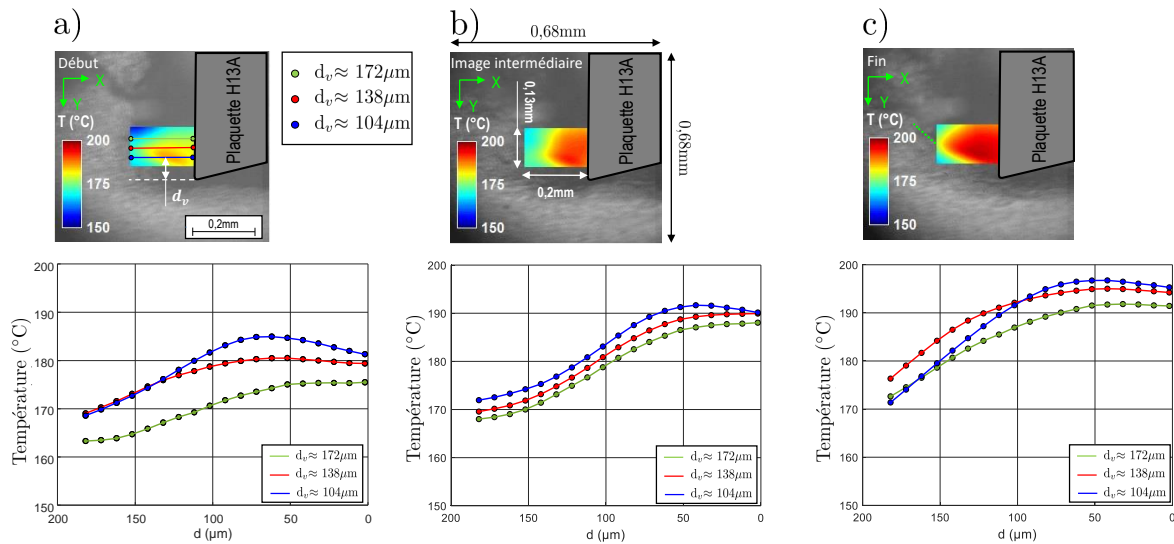 a)
Début
X
Y
T (°C)
200
175
150
Plaquette H13A
d_v
0,2mm
d_v≈ 172μm
d_v≈ 138μm
d_v≈ 104μm
b)
0,68mm
Image intermédiaire
X
Y
0,13mm
T (°C)
200
175
150
0,2mm
Plaquette H13A
0,68mm
c)
Fin
X
Y
T (°C)
200
175
150
Plaquette H13A
200
190
180
170
160
150
Température (°C)
d_v≈ 172μm
d_v≈ 138μm
d_v≈ 104μm
200 150 100 50 0
d (μm)
200
190
180
170
160
150
Température (°C)
d_v≈ 172μm
d_v≈ 138μm
d_v≈ 104μm
200 150 100 50 0
d (μm)
200
190
180
170
160
150
Température (°C)
d_v≈ 172μm
d_v≈ 138μm
d_v≈ 104μm
200 150 100 50 0
d (μm)